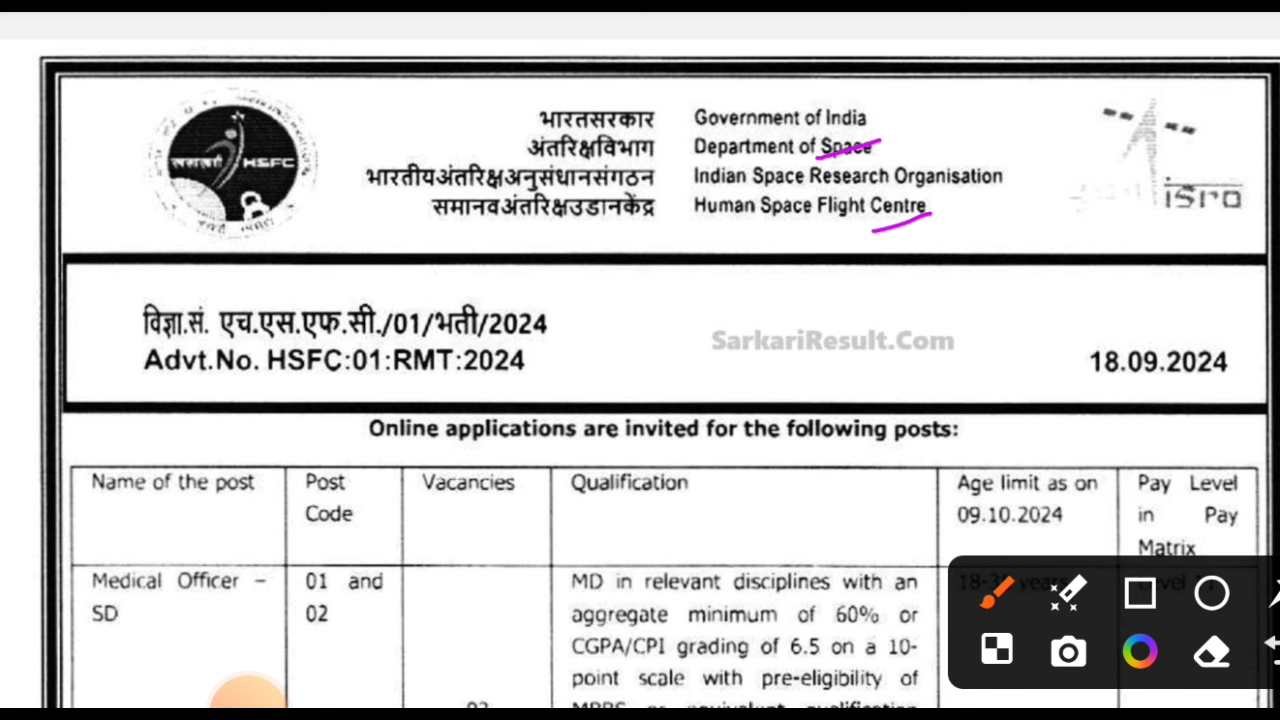 भारतसरकार
अंतरिक्षविभाग
भारतीयअंतरिक्षअनुसंधानसंगठन
समानवअंतरिक्षउडानकेंद्र
Government of India
Department of Space
Indian Space Research Organisation
Human Space Flight Centre
HSFC
isro
विज्ञा.सं. एच.एस.एफ.सी./01/भर्ती/2024
Advt.No. HSFC:01:RMT:2024
SarkariResult.Com
18.09.2024
Online applications are invited for the following posts:
Name of the post
Post
Code
Vacancies
Qualification
Age limit as on
09.10.2024
Pay Level
in Pay
Matrix
Medical Officer –
SD
01 and
02
MD in relevant disciplines with an
aggregate minimum of 60% or
CGPA/CPI grading of 6.5 on a 10-
point scale with pre-eligibility of